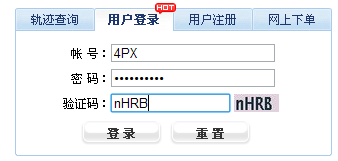 HOT
轨迹查询 用户登录 用户注册 网上下单
帐 号: 4PX
密 码: ••••••••••
验证码: nHRB nHRB
登 录 重 置